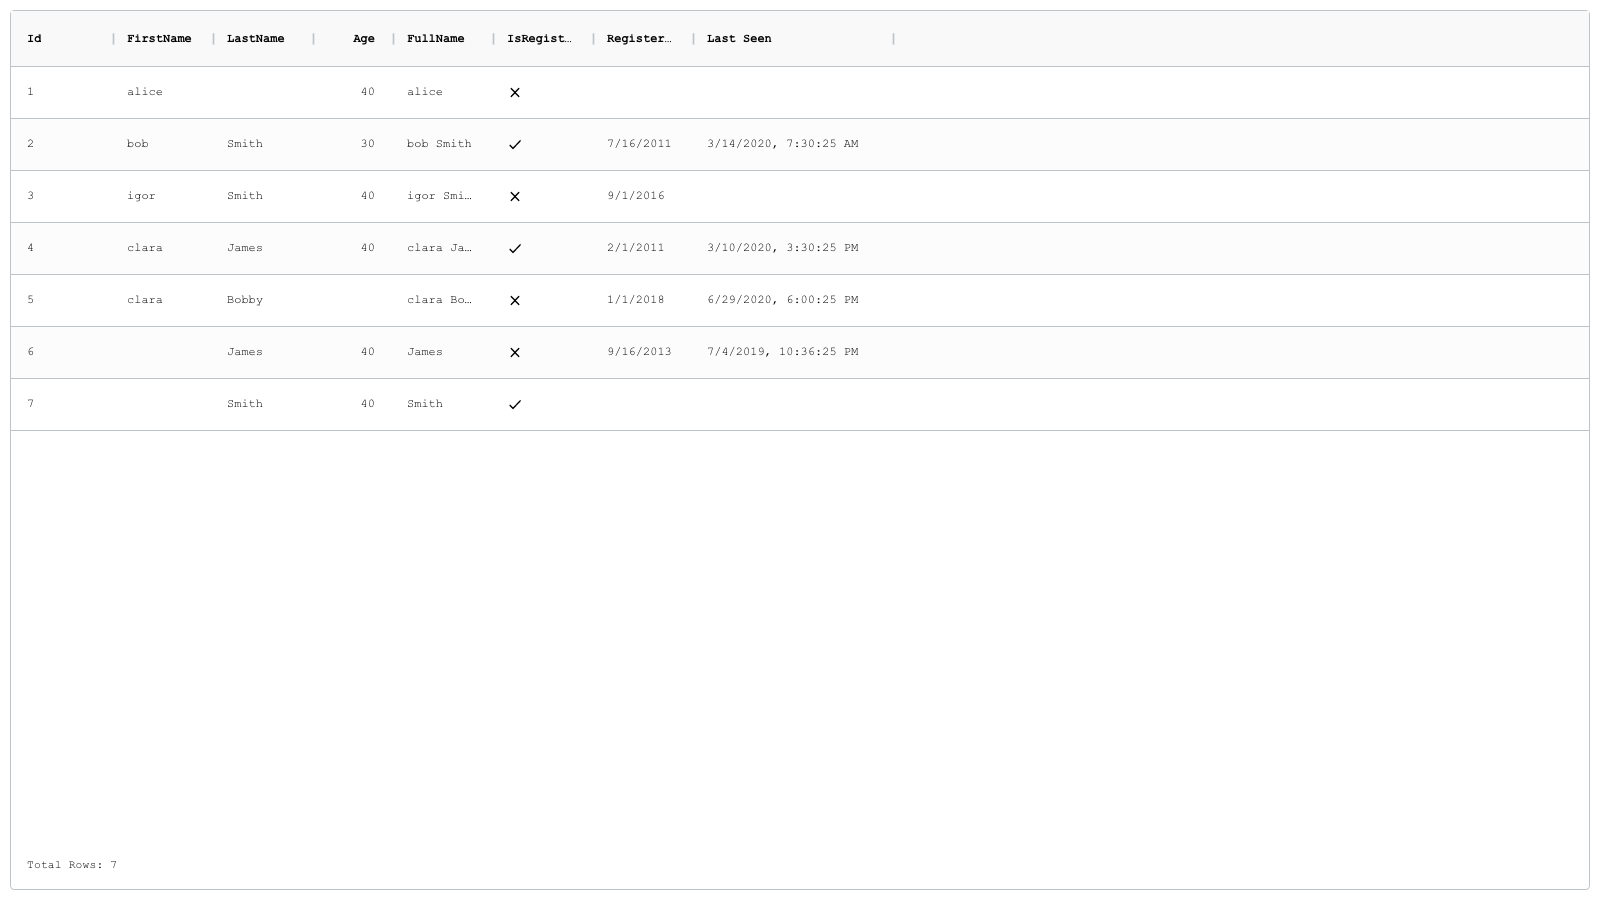 Id FirstName LastName Age FullName IsRegist… Register… Last Seen
1 alice 40 alice
2 bob Smith 30 bob Smith 7/16/2011 3/14/2020, 7:30:25 AM
3 igor Smith 40 igor Smi… 9/1/2016
4 clara James 40 clara Ja… 2/1/2011 3/10/2020, 3:30:25 PM
5 clara Bobby clara Bo… 1/1/2018 6/29/2020, 6:00:25 PM
6 James 40 James 9/16/2013 7/4/2019, 10:36:25 PM
7 Smith 40 Smith
Total Rows: 7